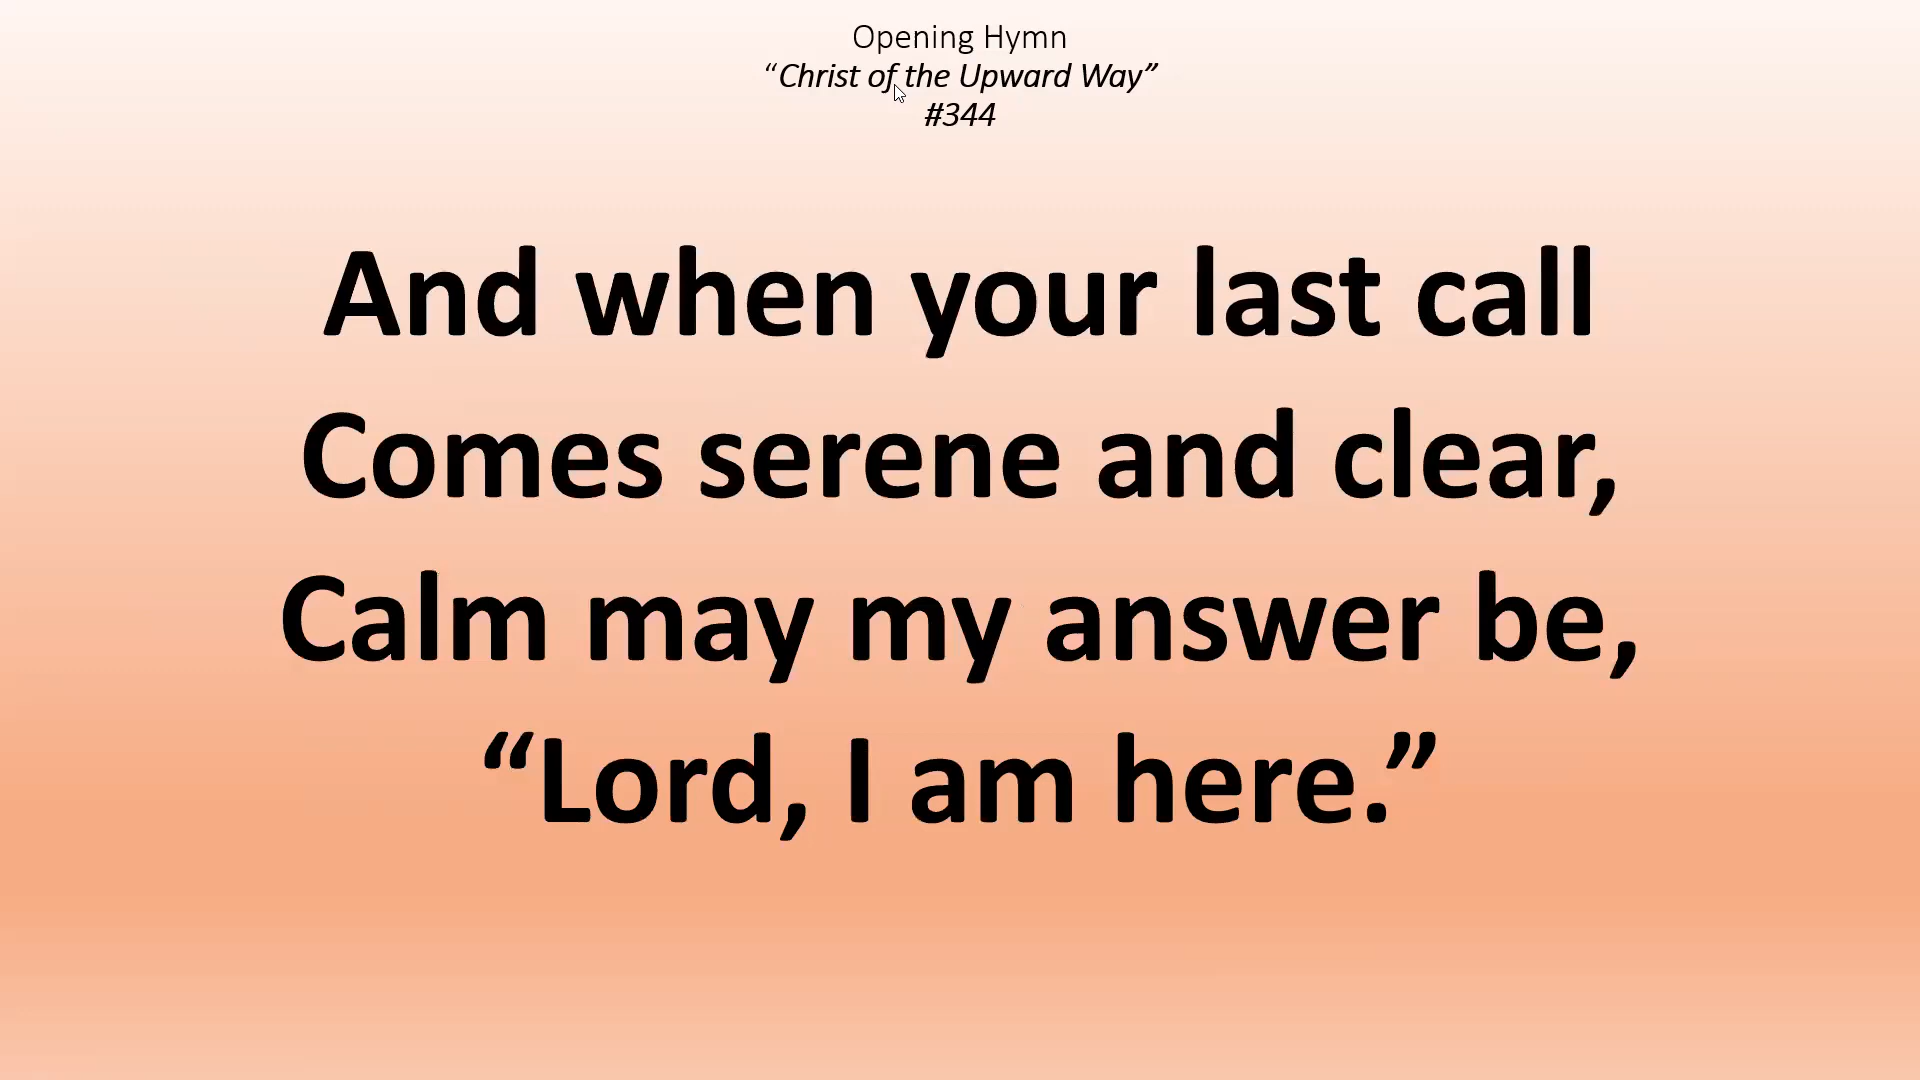 Opening Hymn
“Christ of the Upward Way”
#344
And when your last call
Comes serene and clear,
Calm may my answer be,
“Lord, I am here.”